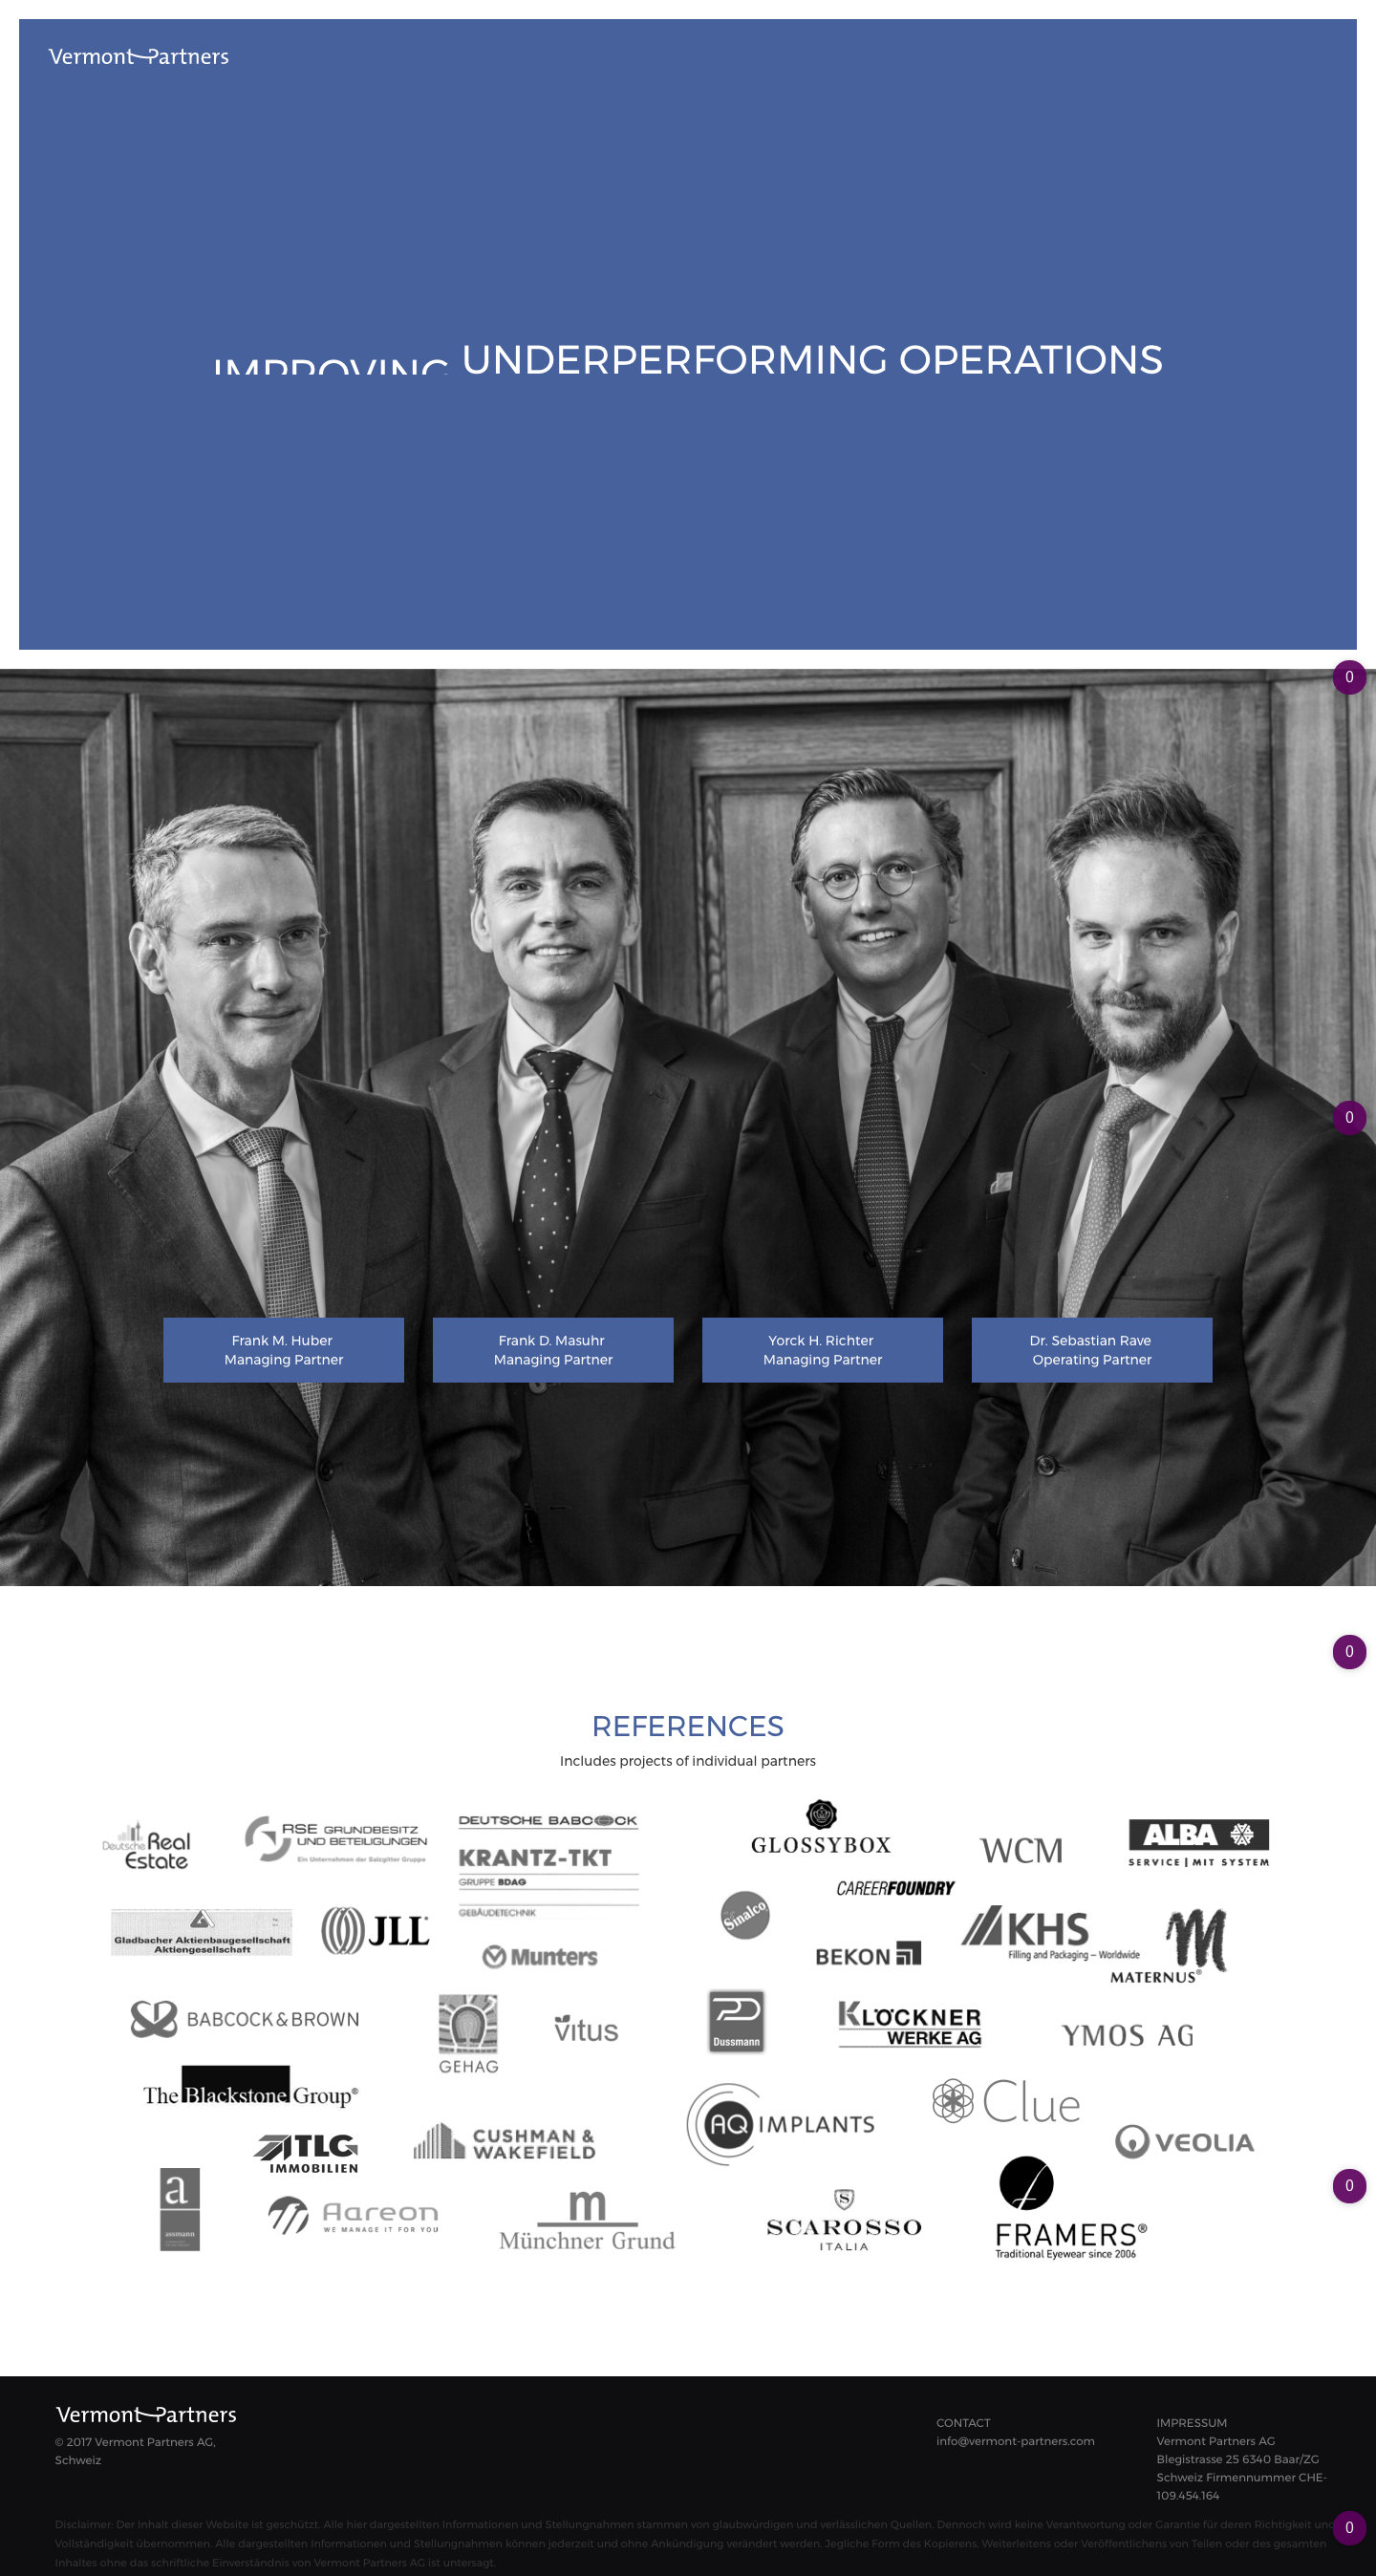 Vermont Partners
IMPROVING UNDERPERFORMING OPERATIONS
0
0
Frank M. Huber
Managing Partner
Frank D. Masuhr
Managing Partner
Yorck H. Richter
Managing Partner
Dr. Sebastian Rave
Operating Partner
0
REFERENCES
Includes projects of individual partners
Deutsche Real
Estate
RSE GRUNDBESITZ
UND BETEILIGUNGEN
Ein Unternehmen der Salzgitter Gruppe
DEUTSCHE BABCOCK
KRANTZ-TKT
GRUPPE BDAG
GEBÄUDETECHNIK
GLOSSYBOX
WCM
ALBA
SERVICE | MIT SYSTEM
CAREERFOUNDRY
Gladbacher Aktienbaugesellschaft
Aktiengesellschaft
JLL
Munters
Sinalco
BEKON
KHS
Filling and Packaging – Worldwide
M
MATERNUS®
BABCOCK & BROWN
GEHAG
vitus
Dussmann
KLÖCKNER
WERKE AG
YMOS AG
The Blackstone Group®
TLG
IMMOBILIEN
CUSHMAN &
WAKEFIELD
AQ IMPLANTS
Clue
VEOLIA
a
assmann
Aareon
WE MANAGE IT FOR YOU
m
Münchner Grund
S
SCAROSSO
ITALIA
f
FRAMERS®
Traditional Eyewear since 2006
0
Vermont Partners
© 2017 Vermont Partners AG,
Schweiz
CONTACT
info@vermont-partners.com
IMPRESSUM
Vermont Partners AG
Blegistrasse 25 6340 Baar/ZG
Schweiz Firmennummer CHE-
109.454.164
0
Disclaimer: Der Inhalt dieser Website ist geschützt. Alle hier dargestellten Informationen und Stellungnahmen stammen von glaubwürdigen und verlässlichen Quellen. Dennoch wird keine Verantwortung oder Garantie für deren Richtigkeit und
Vollständigkeit übernommen. Alle dargestellten Informationen und Stellungnahmen können jederzeit und ohne Ankündigung verändert werden. Jegliche Form des Kopierens, Weiterleitens oder Veröffentlichens von Teilen oder des gesamten
Inhaltes ohne das schriftliche Einverständnis von Vermont Partners AG ist untersagt.